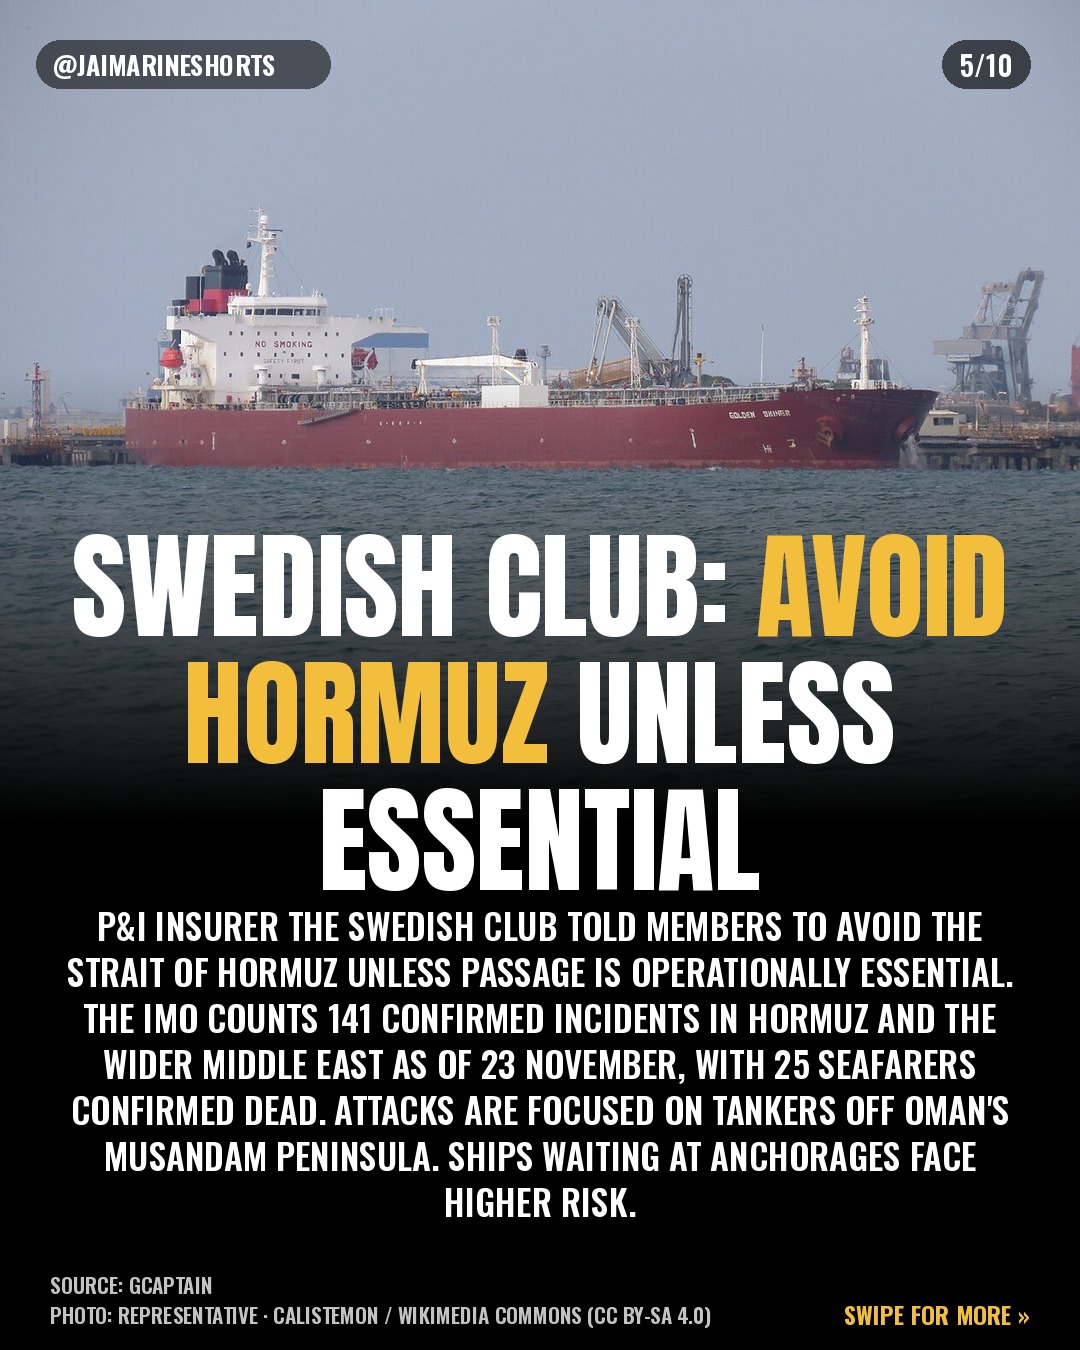 @JAIMARINESHORTS
5/10
NO SMOKING
SAFETY FIRST
GOLDEN
SWEDISH CLUB: AVOID
HORMUZ UNLESS
ESSENTIAL
P&I INSURER THE SWEDISH CLUB TOLD MEMBERS TO AVOID THE
STRAIT OF HORMUZ UNLESS PASSAGE IS OPERATIONALLY ESSENTIAL.
THE IMO COUNTS 141 CONFIRMED INCIDENTS IN HORMUZ AND THE
WIDER MIDDLE EAST AS OF 23 NOVEMBER, WITH 25 SEAFARERS
CONFIRMED DEAD. ATTACKS ARE FOCUSED ON TANKERS OFF OMAN'S
MUSANDAM PENINSULA. SHIPS WAITING AT ANCHORAGES FACE
HIGHER RISK.
SOURCE: GCAPTAIN
PHOTO: REPRESENTATIVE · CALISTEMON / WIKIMEDIA COMMONS (CC BY-SA 4.0)
SWIPE FOR MORE »